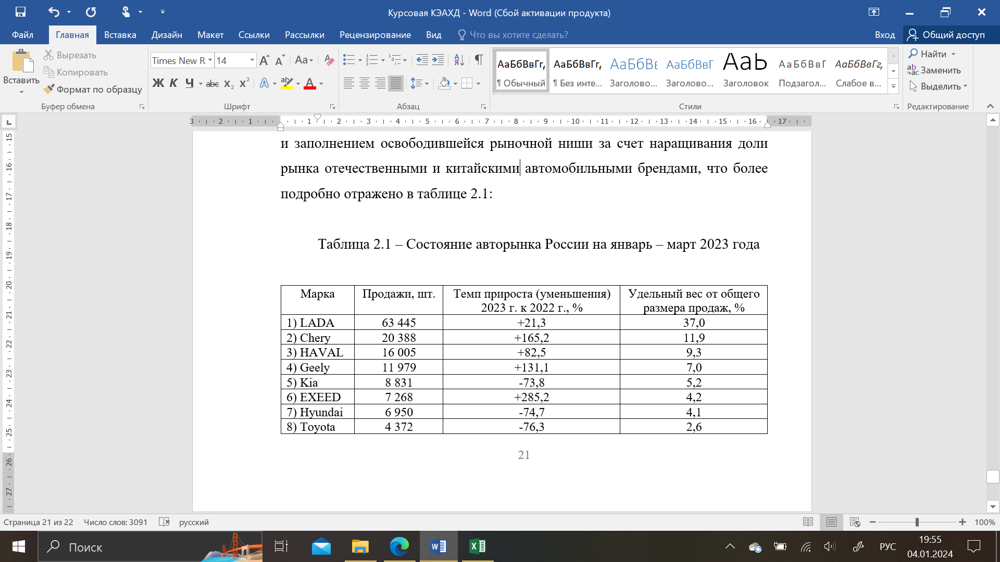 Курсовая КЭАХД - Word (Сбой активации продукта)
Файл Главная Вставка Дизайн Макет Ссылки Рассылки Рецензирование Вид Что вы хотите сделать? Вход Общий доступ
Вставить
Вырезать
Копировать
Формат по образцу
Буфер обмена
Times New R 14
Ж К Ч abc x₂ x²
Шрифт
Абзац
АаБбВвГг, АаБбВвГг, АаБбВв АаБбВвГ АаЬ АаБбВвГ АаБбВвГг,
¶ Обычный ¶ Без инте... Заголово... Заголово... Заголовок Подзагол... Слабое в...
Стили
Найти
Заменить
Выделить
Редактирование
3 2 1 1 2 3 4 5 6 7 8 9 10 11 12 13 14 15 16 17
15 16 17 18 19 20 21 22 23 24 25 26 27
и заполнением освободившейся рыночной ниши за счет наращивания доли
рынка отечественными и китайскими автомобильными брендами, что более
подробно отражено в таблице 2.1:
Таблица 2.1 – Состояние авторынка России на январь – март 2023 года
Марка Продажи, шт. Темп прироста (уменьшения) 2023 г. к 2022 г., % Удельный вес от общего размера продаж, %
1) LADA 63 445 +21,3 37,0
2) Chery 20 388 +165,2 11,9
3) HAVAL 16 005 +82,5 9,3
4) Geely 11 979 +131,1 7,0
5) Kia 8 831 -73,8 5,2
6) EXEED 7 268 +285,2 4,2
7) Hyundai 6 950 -74,7 4,1
8) Toyota 4 372 -76,3 2,6
21
Страница 21 из 22 Число слов: 3091 русский 100%
Поиск
РУС
19:55
04.01.2024